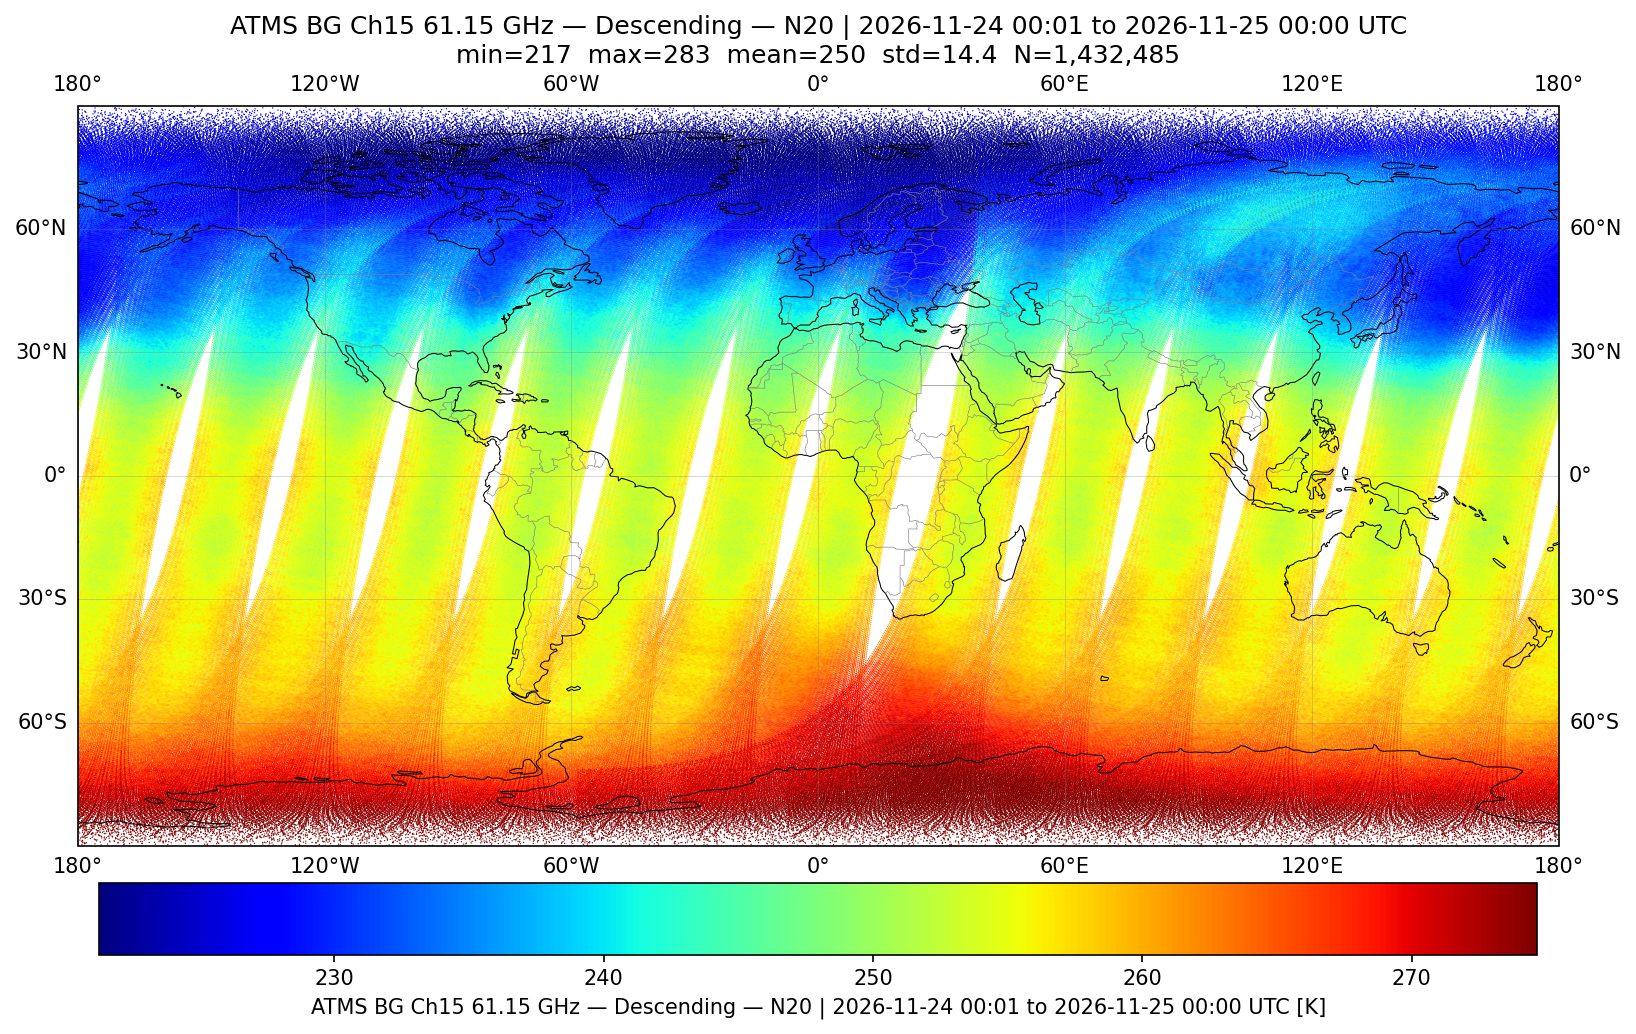 ATMS BG Ch15 61.15 GHz — Descending — N20 | 2026-11-24 00:01 to 2026-11-25 00:00 UTC
min=217 max=283 mean=250 std=14.4 N=1,432,485
180° 120°W 60°W 0° 60°E 120°E 180°
60°N 60°N
30°N 30°N
0° 0°
30°S 30°S
60°S 60°S
180° 120°W 60°W 0° 60°E 120°E 180°
230 240 250 260 270
ATMS BG Ch15 61.15 GHz — Descending — N20 | 2026-11-24 00:01 to 2026-11-25 00:00 UTC [K]